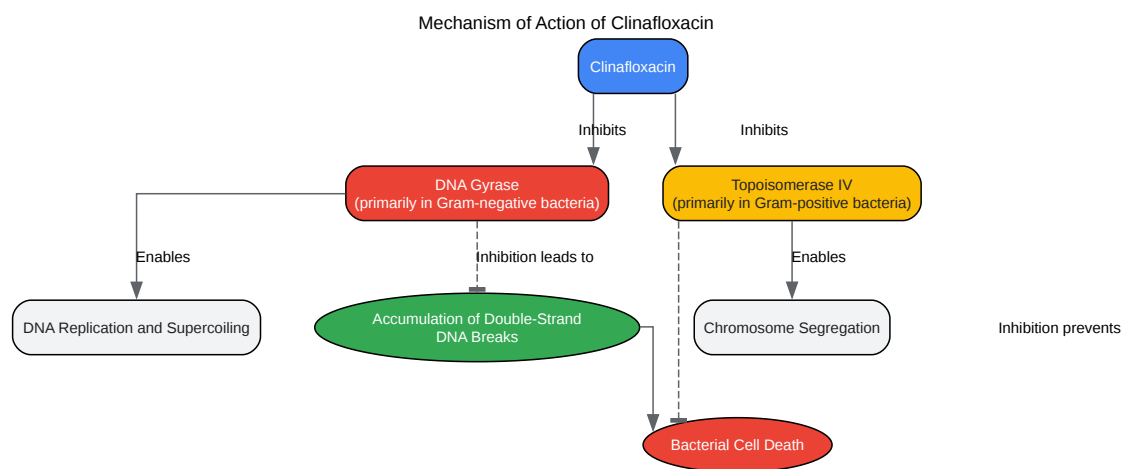 Mechanism of Action of Clinafloxacin
Clinafloxacin
Inhibits
Inhibits
DNA Gyrase
(primarily in Gram-negative bacteria)
Topoisomerase IV
(primarily in Gram-positive bacteria)
Enables
Inhibition leads to
Enables
DNA Replication and Supercoiling
Accumulation of Double-Strand
DNA Breaks
Chromosome Segregation
Inhibition prevents
Bacterial Cell Death